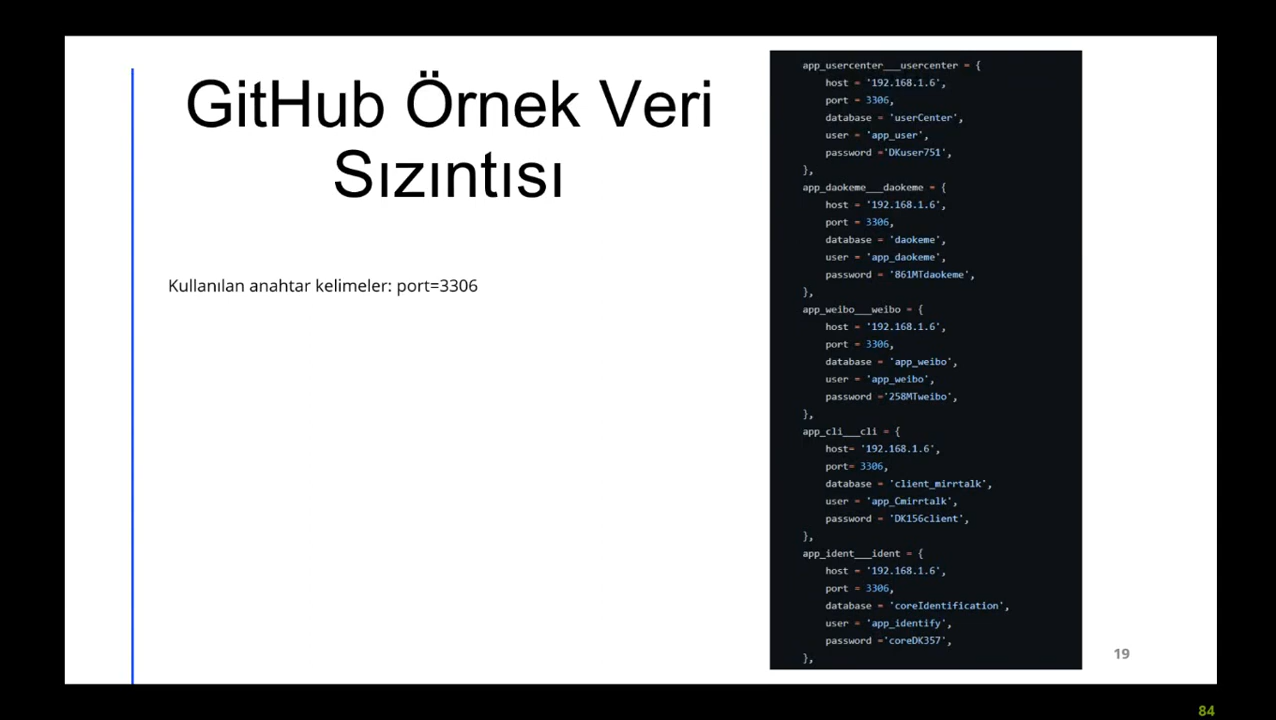 GitHub Örnek Veri
Sızıntısı
Kullanılan anahtar kelimeler: port=3306
app_usercenter___usercenter = {
host = '192.168.1.6',
port = 3306,
database = 'userCenter',
user = 'app_user',
password ='DKuser751',
},
app_daokeme___daokeme = {
host = '192.168.1.6',
port = 3306,
database = 'daokeme',
user = 'app_daokeme',
password = '861MTdaokeme',
},
app_weibo___weibo = {
host = '192.168.1.6',
port = 3306,
database = 'app_weibo',
user = 'app_weibo',
password ='258MTweibo',
},
app_cli___cli = {
host= '192.168.1.6',
port= 3306,
database = 'client_mirrtalk',
user = 'app_Cmirrtalk',
password = 'DK156client',
},
app_ident___ident = {
host = '192.168.1.6',
port = 3306,
database = 'coreIdentification',
user = 'app_identify',
password ='coreDK357',
},
19
84